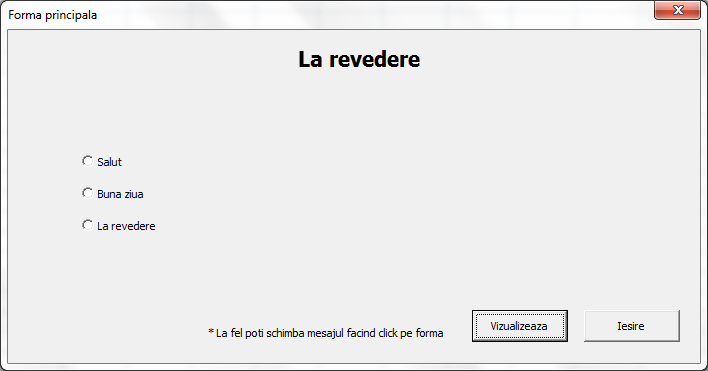 Forma principala
La revedere
Salut
Buna ziua
La revedere
* La fel poti schimba mesajul facind click pe forma
Vizualizeaza
Iesire